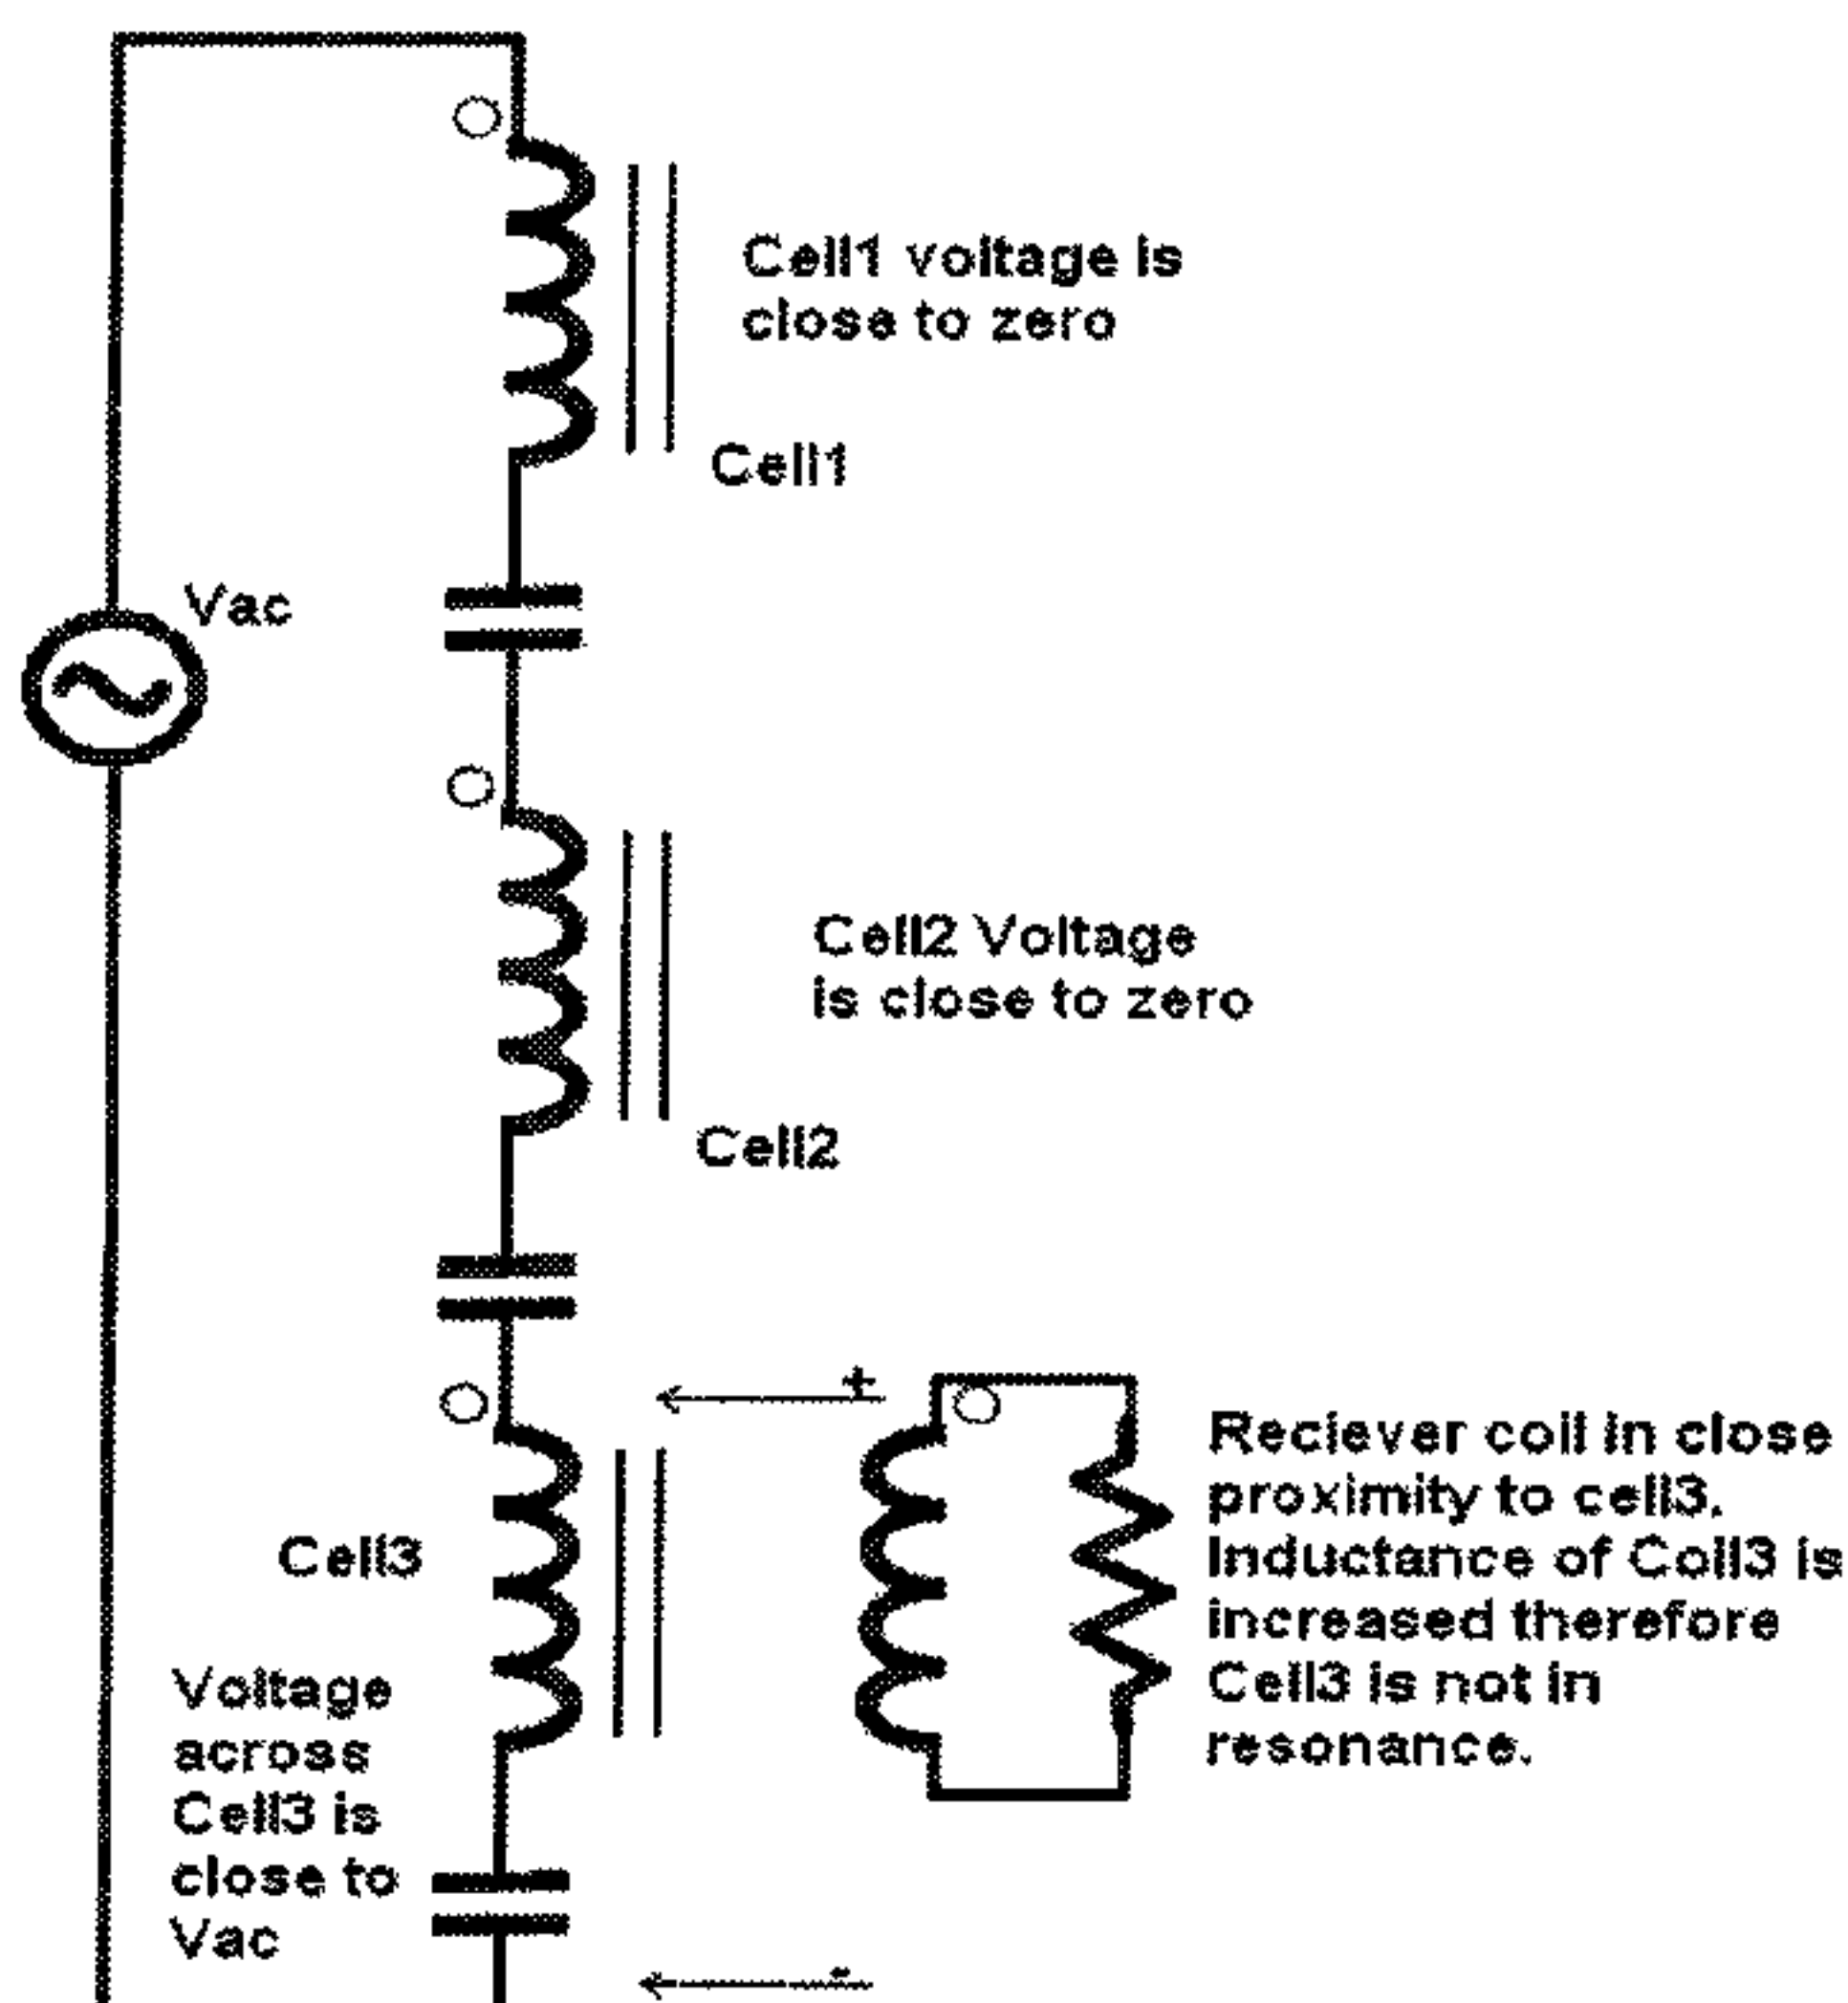 Cell1 voltage is
close to zero
Cell1
Vac
Cell2 Voltage
is close to zero
Cell2
+
Reciever coil in close
proximity to cell3.
Inductance of Coil3 is
increased therefore
Cell3 is not in
resonance.
Cell3
Voltage
across
Cell3 is
close to
Vac
-